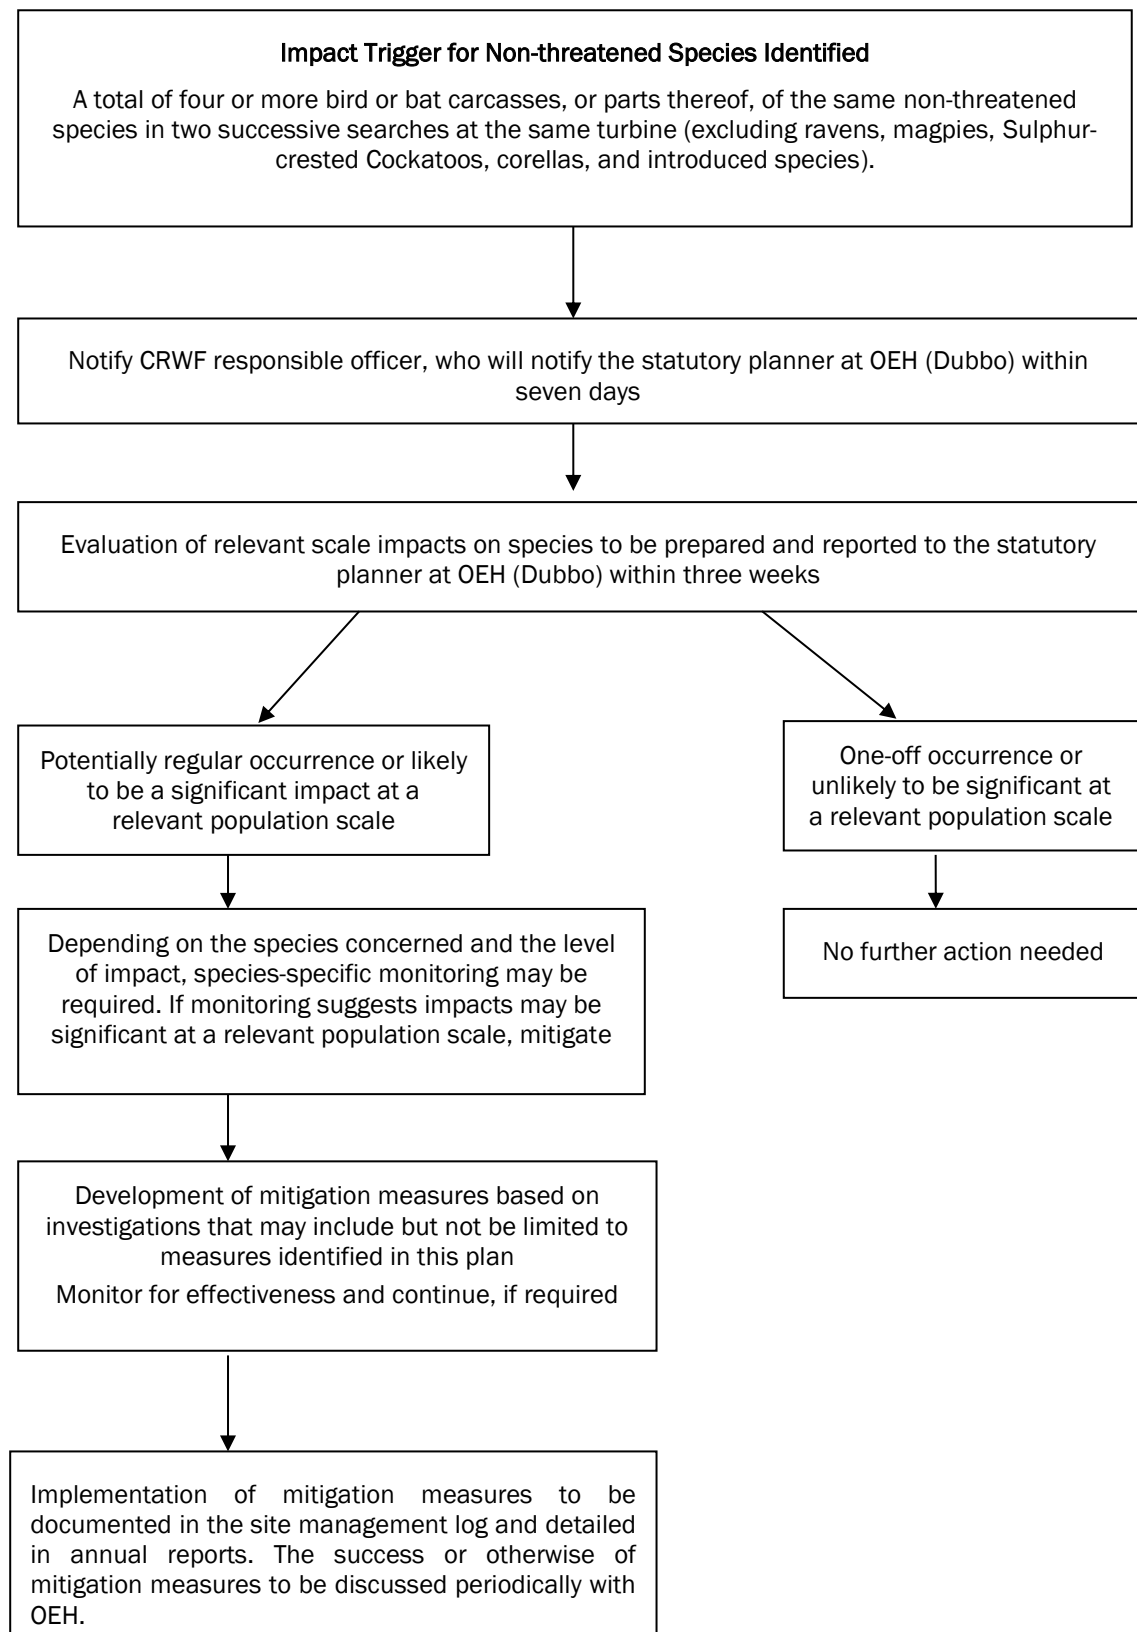 Impact Trigger for Non-threatened Species Identified
A total of four or more bird or bat carcasses, or parts thereof, of the same non-threatened
species in two successive searches at the same turbine (excluding ravens, magpies, Sulphur-
crested Cockatoos, corellas, and introduced species).
Notify CRWF responsible officer, who will notify the statutory planner at OEH (Dubbo) within
seven days
Evaluation of relevant scale impacts on species to be prepared and reported to the statutory
planner at OEH (Dubbo) within three weeks
Potentially regular occurrence or likely
to be a significant impact at a
relevant population scale
One-off occurrence or
unlikely to be significant at
a relevant population scale
Depending on the species concerned and the level
of impact, species-specific monitoring may be
required. If monitoring suggests impacts may be
significant at a relevant population scale, mitigate
No further action needed
Development of mitigation measures based on
investigations that may include but not be limited to
measures identified in this plan
Monitor for effectiveness and continue, if required
Implementation of mitigation measures to be
documented in the site management log and detailed
in annual reports. The success or otherwise of
mitigation measures to be discussed periodically with
OEH.